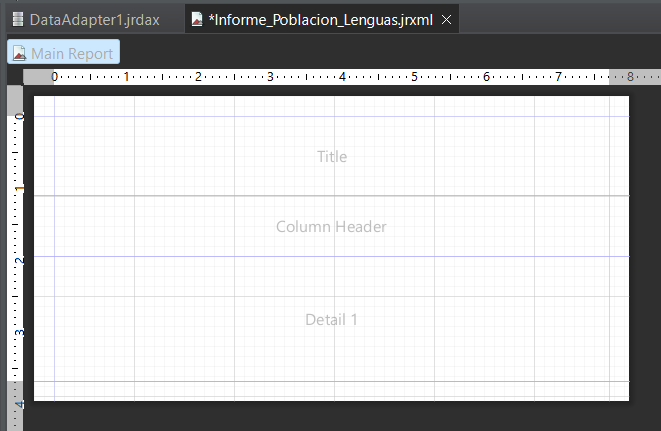 DataAdapter1.jrdax
*Informe_Poblacion_Lenguas.jrxml
Main Report
0 1 2 3 4 5 6 7 8
0
Title
1
Column Header
2
Detail 1
3
4